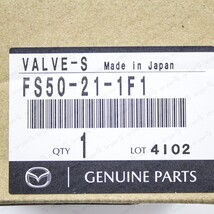 VALVE-S Made in Japan
FS50-21-1F1
QTY 1 LOT 4102
GENUINE PARTS